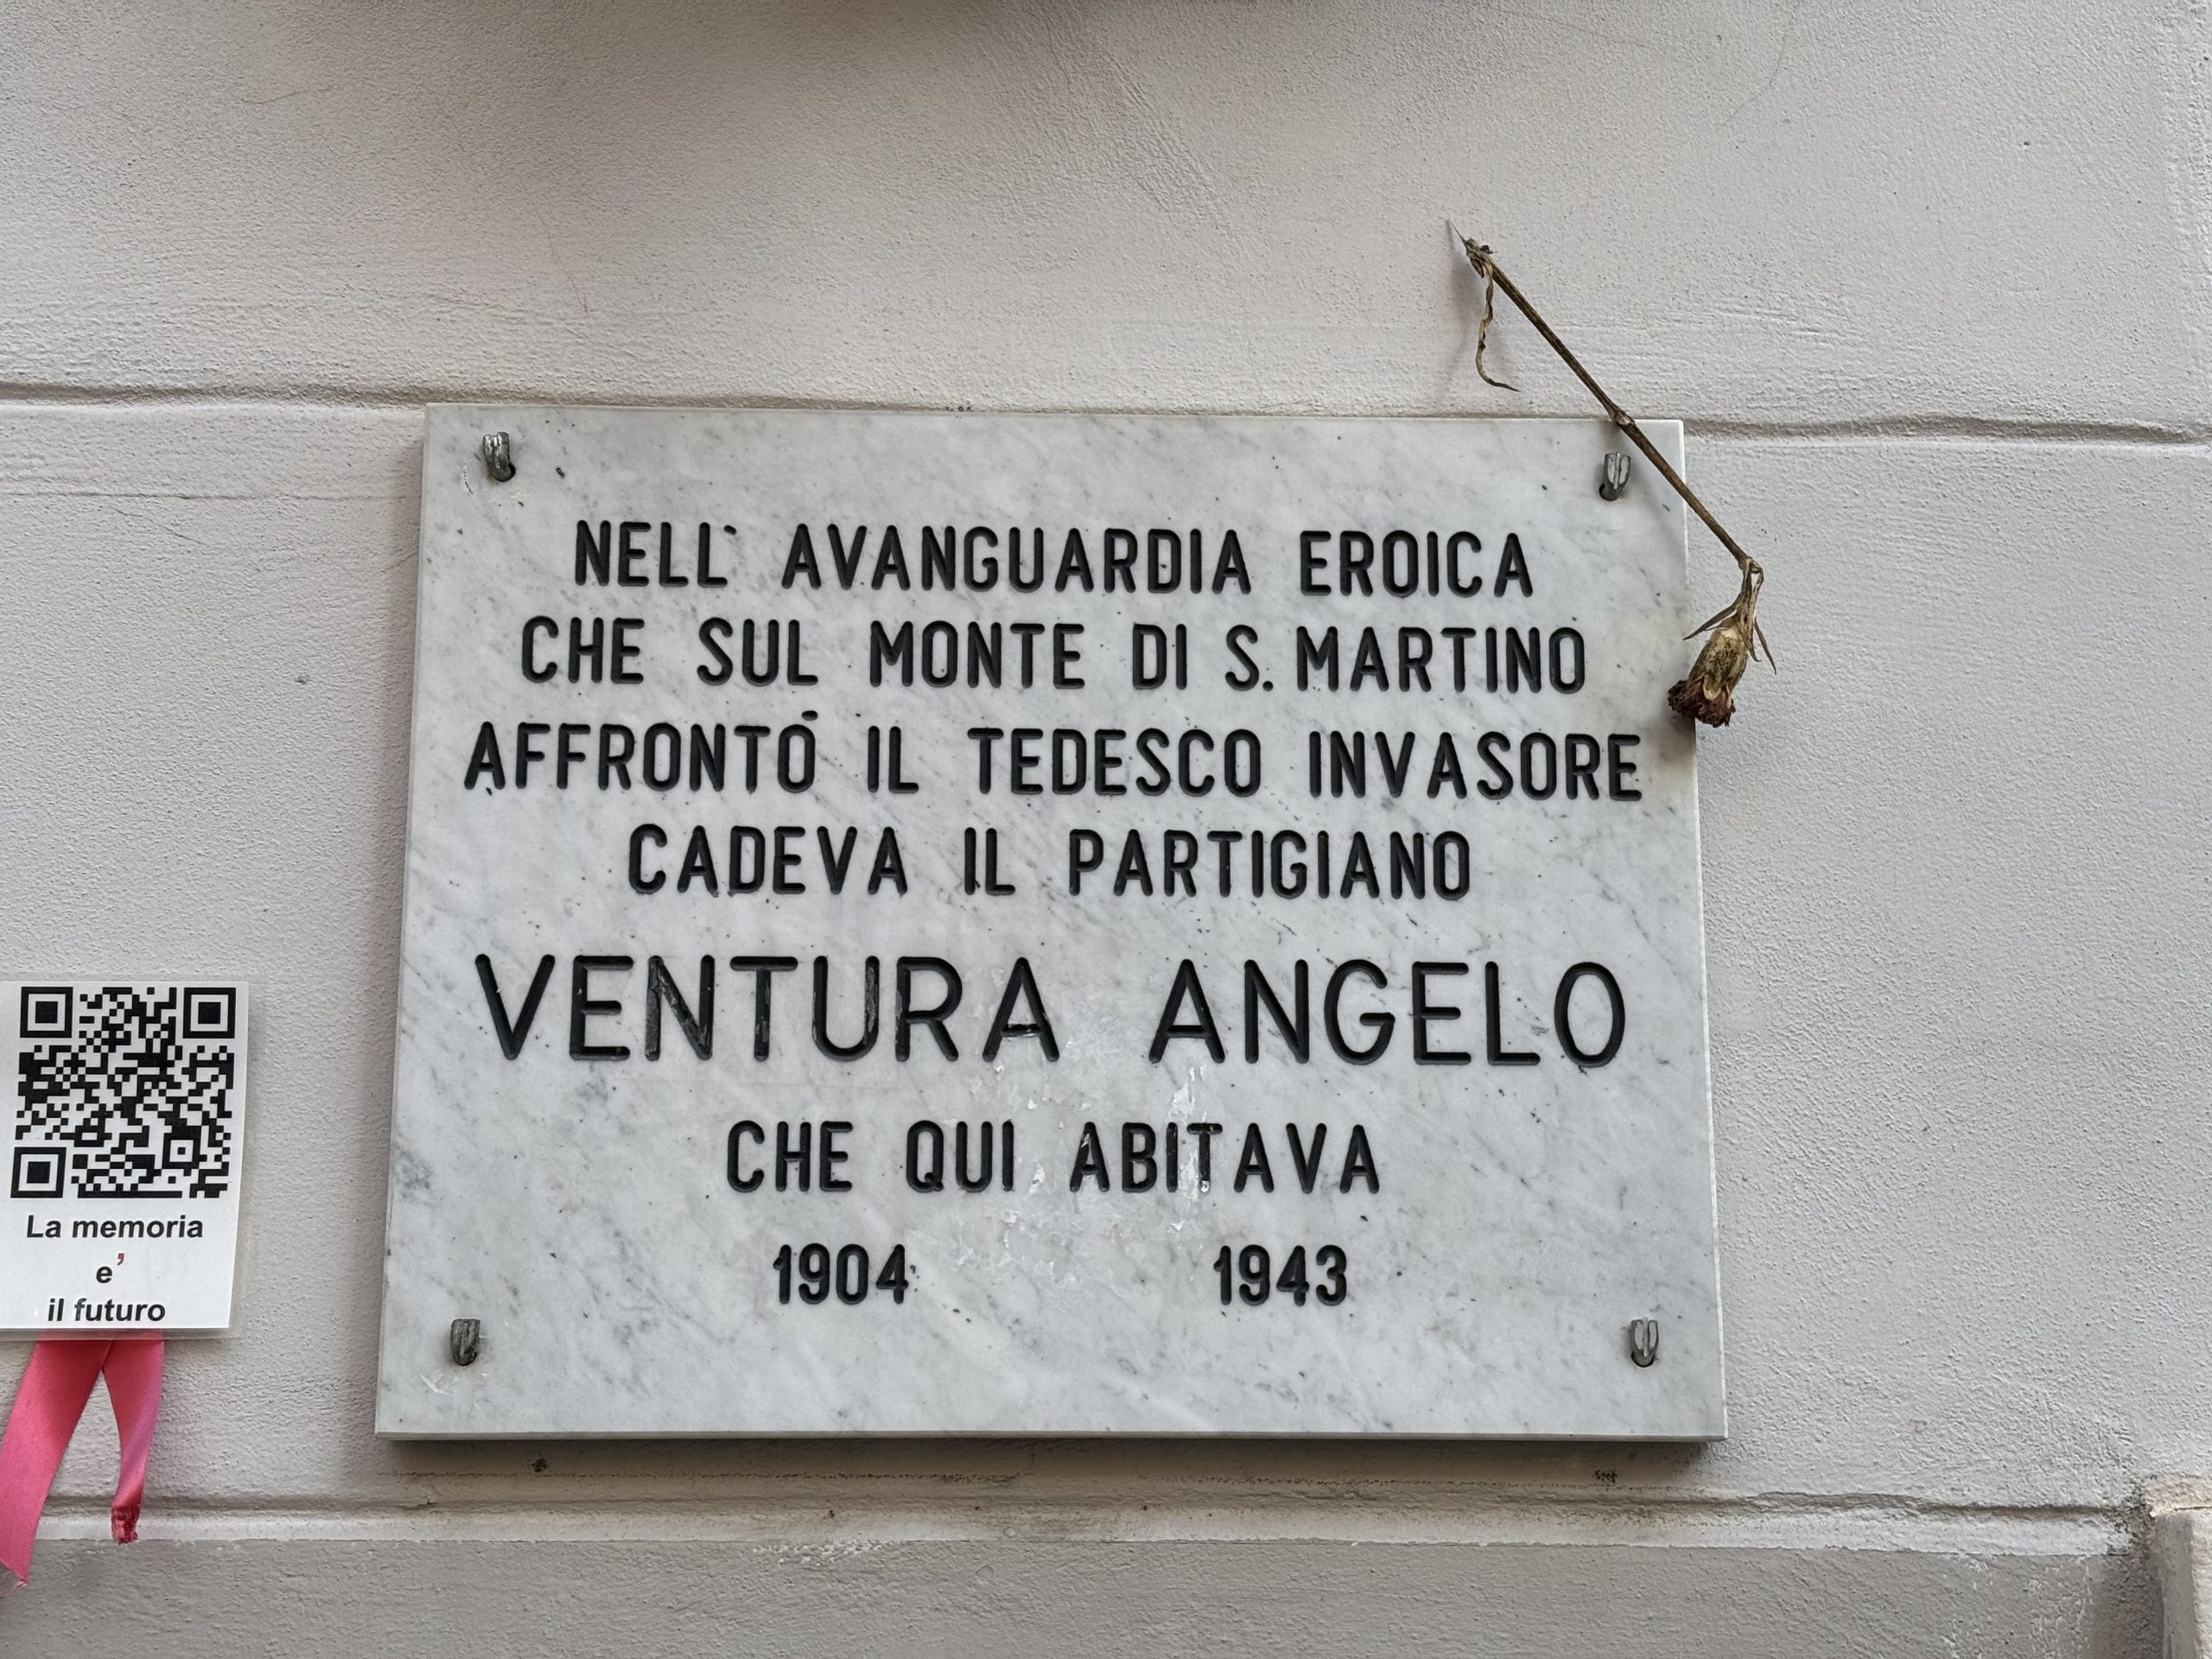 NELL' AVANGUARDIA EROICA
CHE SUL MONTE DI S. MARTINO
AFFRONTÓ IL TEDESCO INVASORE
CADEVA IL PARTIGIANO
VENTURA ANGELO
CHE QUI ABITAVA
1904 1943
La memoria
e'
il futuro